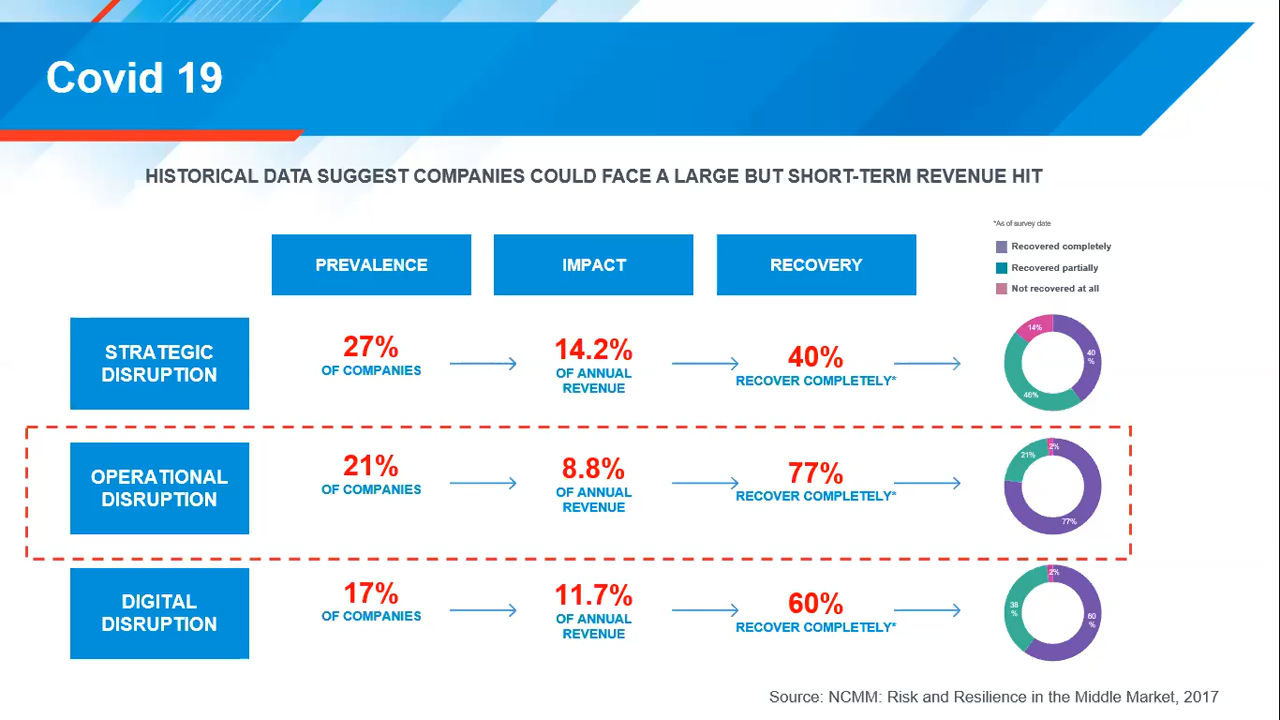 Covid 19
HISTORICAL DATA SUGGEST COMPANIES COULD FACE A LARGE BUT SHORT-TERM REVENUE HIT
*As of survey date
PREVALENCE
IMPACT
RECOVERY
Recovered completely
Recovered partially
Not recovered at all
STRATEGIC
DISRUPTION
27%
OF COMPANIES
14.2%
OF ANNUAL
REVENUE
40%
RECOVER COMPLETELY*
14%
40
%
46%
OPERATIONAL
DISRUPTION
21%
OF COMPANIES
8.8%
OF ANNUAL
REVENUE
77%
RECOVER COMPLETELY*
2%
21%
77%
DIGITAL
DISRUPTION
17%
OF COMPANIES
11.7%
OF ANNUAL
REVENUE
60%
RECOVER COMPLETELY*
2%
38
%
60
%
Source: NCMM: Risk and Resilience in the Middle Market, 2017